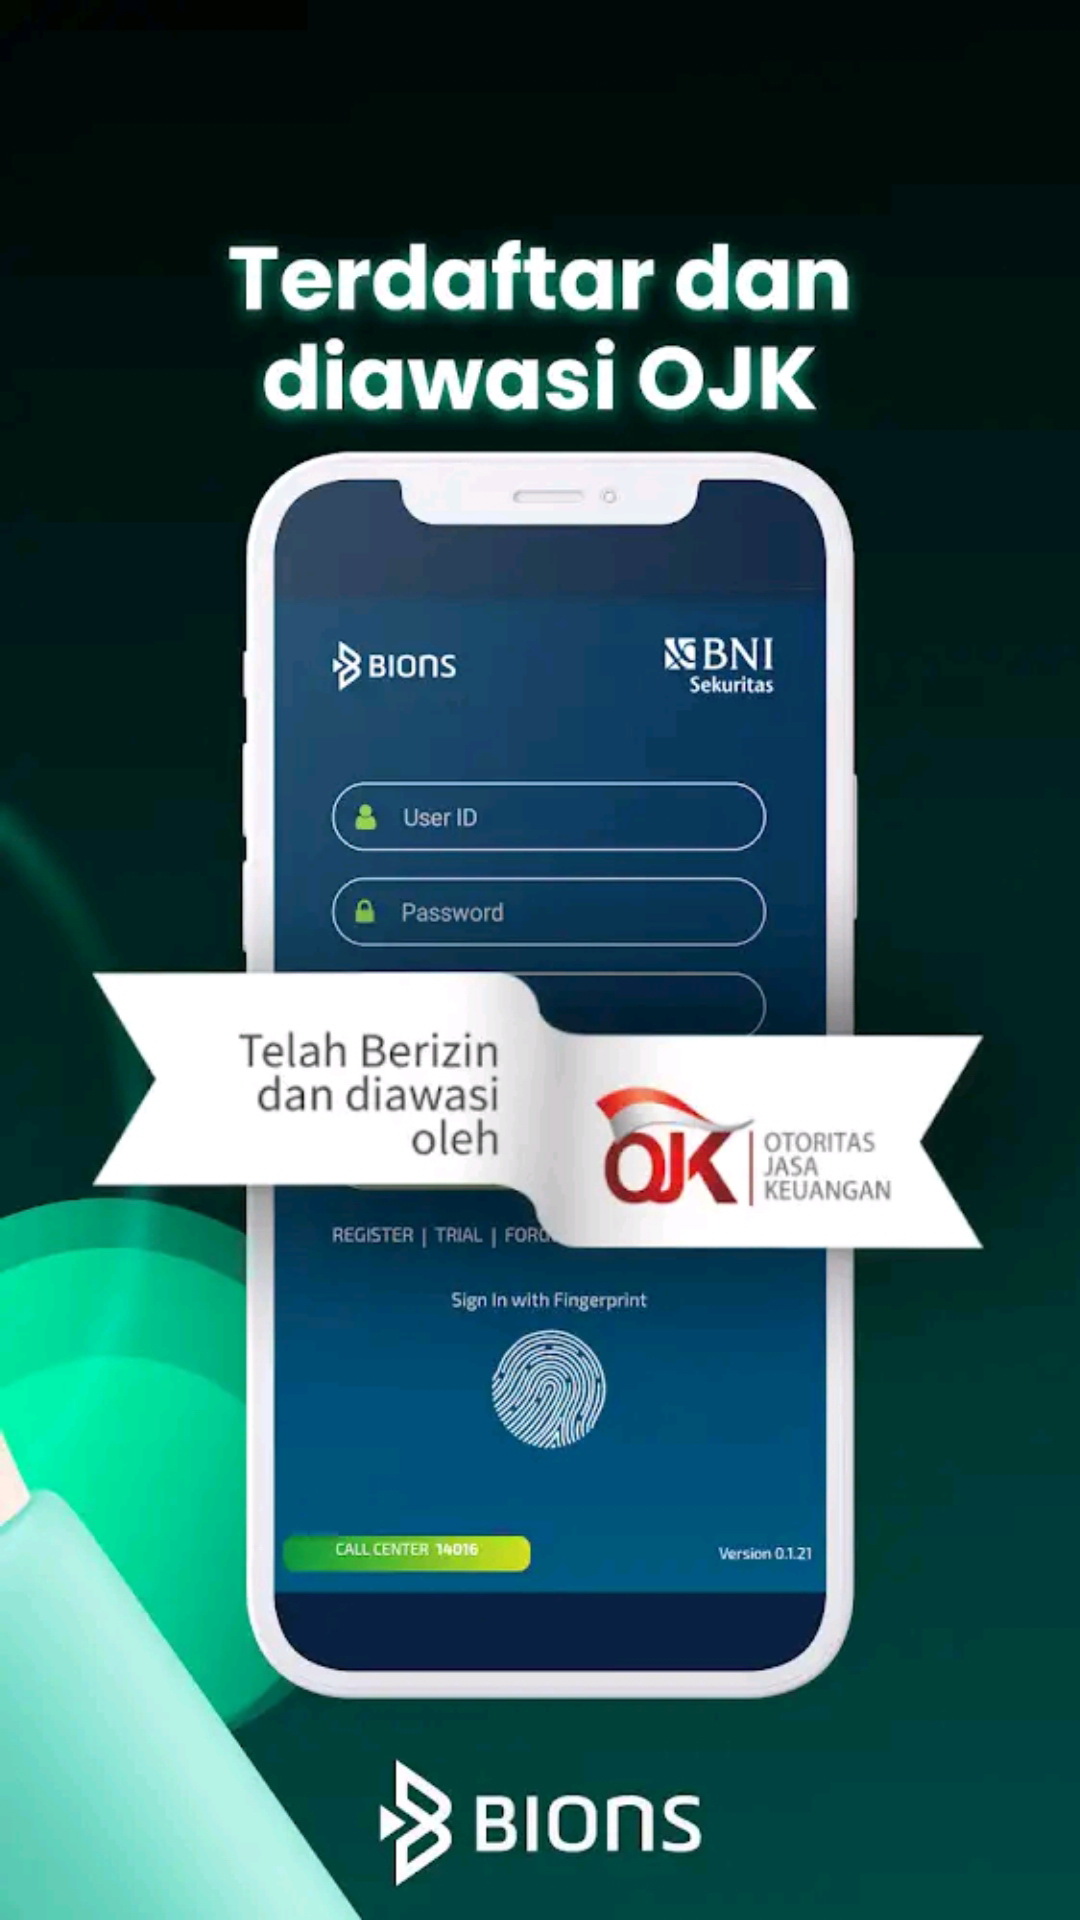 Terdaftar dan
diawasi OJK
BIONS
BNI
Sekuritas
User ID
Password
Telah Berizin
dan diawasi
oleh
OJK
OTORITAS
JASA
KEUANGAN
REGISTER | TRIAL |
Sign In with Fingerprint
CALL CENTER 14016
Version 0.1.21
BIONS